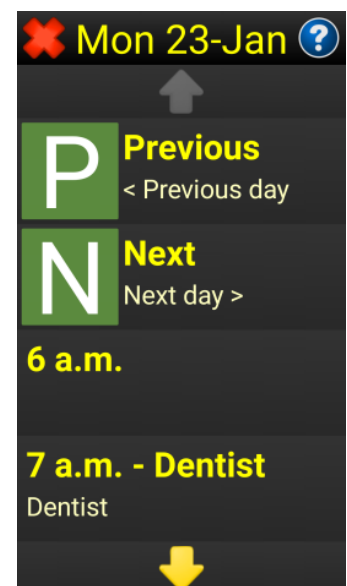 Mon 23-Jan ?
P
Previous
< Previous day
N
Next
Next day >
6 a.m.
7 a.m. - Dentist
Dentist